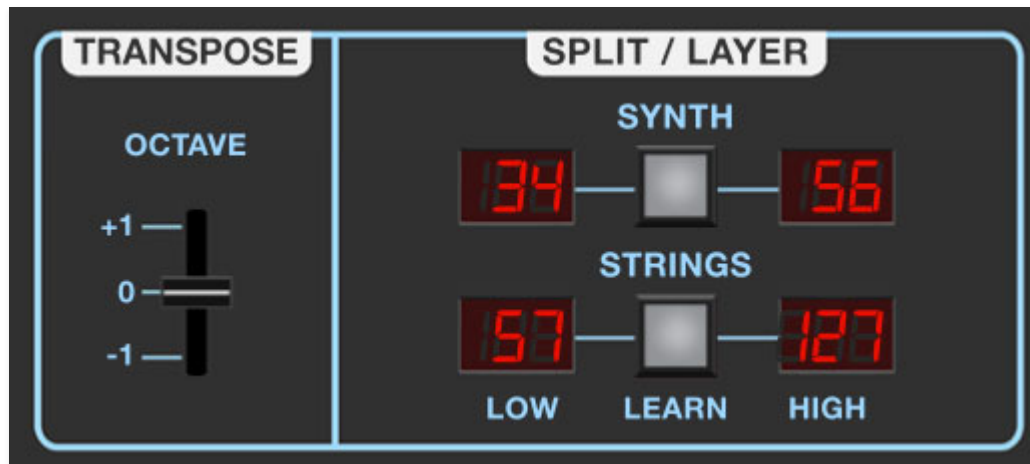 TRANSPOSE
OCTAVE
+1
0
-1
SPLIT / LAYER
SYNTH
34 56
STRINGS
57 127
LOW LEARN HIGH